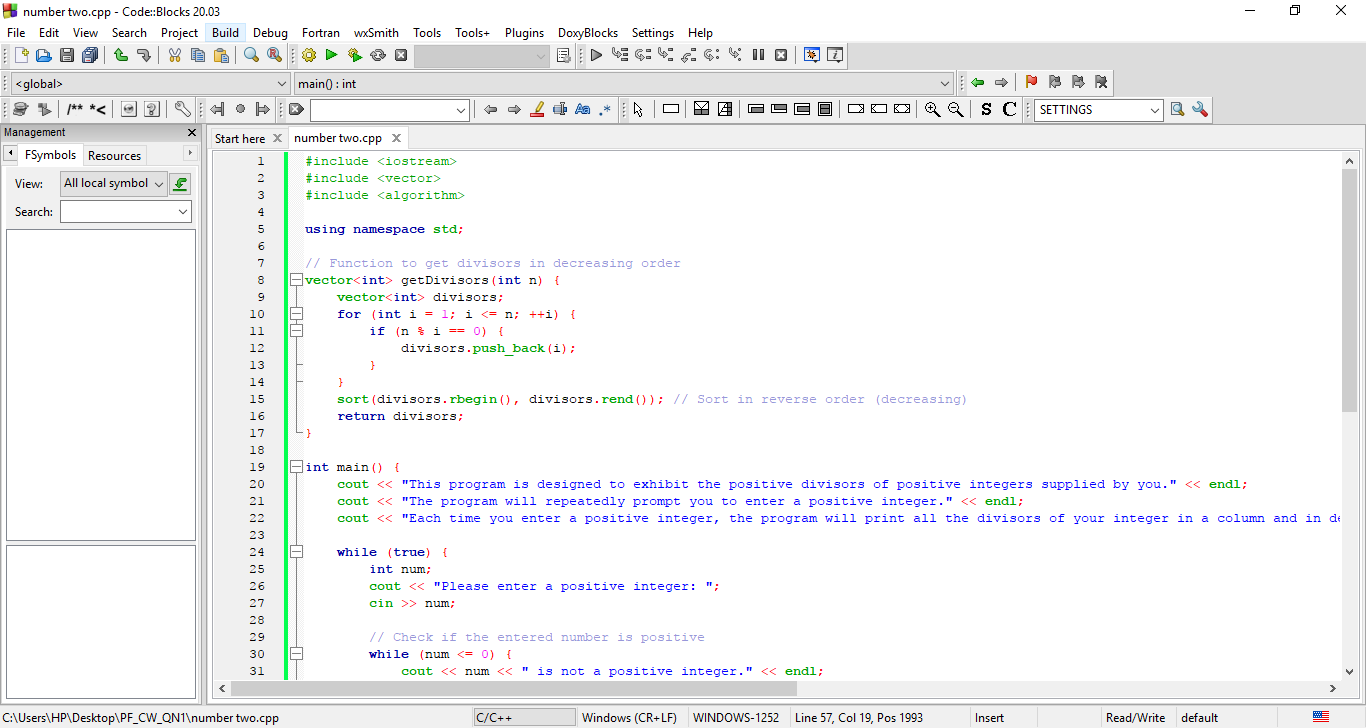 number two.cpp - Code::Blocks 20.03
File Edit View Search Project Build Debug Fortran wxSmith Tools Tools+ Plugins DoxyBlocks Settings Help
<global> main() : int
/** *< Aa .* S C SETTINGS
Management
FSymbols Resources
View: All local symbol
Search:
Start here number two.cpp
1 #include <iostream>
2 #include <vector>
3 #include <algorithm>
4
5 using namespace std;
6
7 // Function to get divisors in decreasing order
8 vector<int> getDivisors(int n) {
9 vector<int> divisors;
10 for (int i = 1; i <= n; ++i) {
11 if (n % i == 0) {
12 divisors.push_back(i);
13 }
14 }
15 sort(divisors.rbegin(), divisors.rend()); // Sort in reverse order (decreasing)
16 return divisors;
17 }
18
19 int main() {
20 cout << "This program is designed to exhibit the positive divisors of positive integers supplied by you." << endl;
21 cout << "The program will repeatedly prompt you to enter a positive integer." << endl;
22 cout << "Each time you enter a positive integer, the program will print all the divisors of your integer in a column and in de
23
24 while (true) {
25 int num;
26 cout << "Please enter a positive integer: ";
27 cin >> num;
28
29 // Check if the entered number is positive
30 while (num <= 0) {
31 cout << num << " is not a positive integer." << endl;
C:\Users\HP\Desktop\PF_CW_QN1\number two.cpp C/C++ Windows (CR+LF) WINDOWS-1252 Line 57, Col 19, Pos 1993 Insert Read/Write default